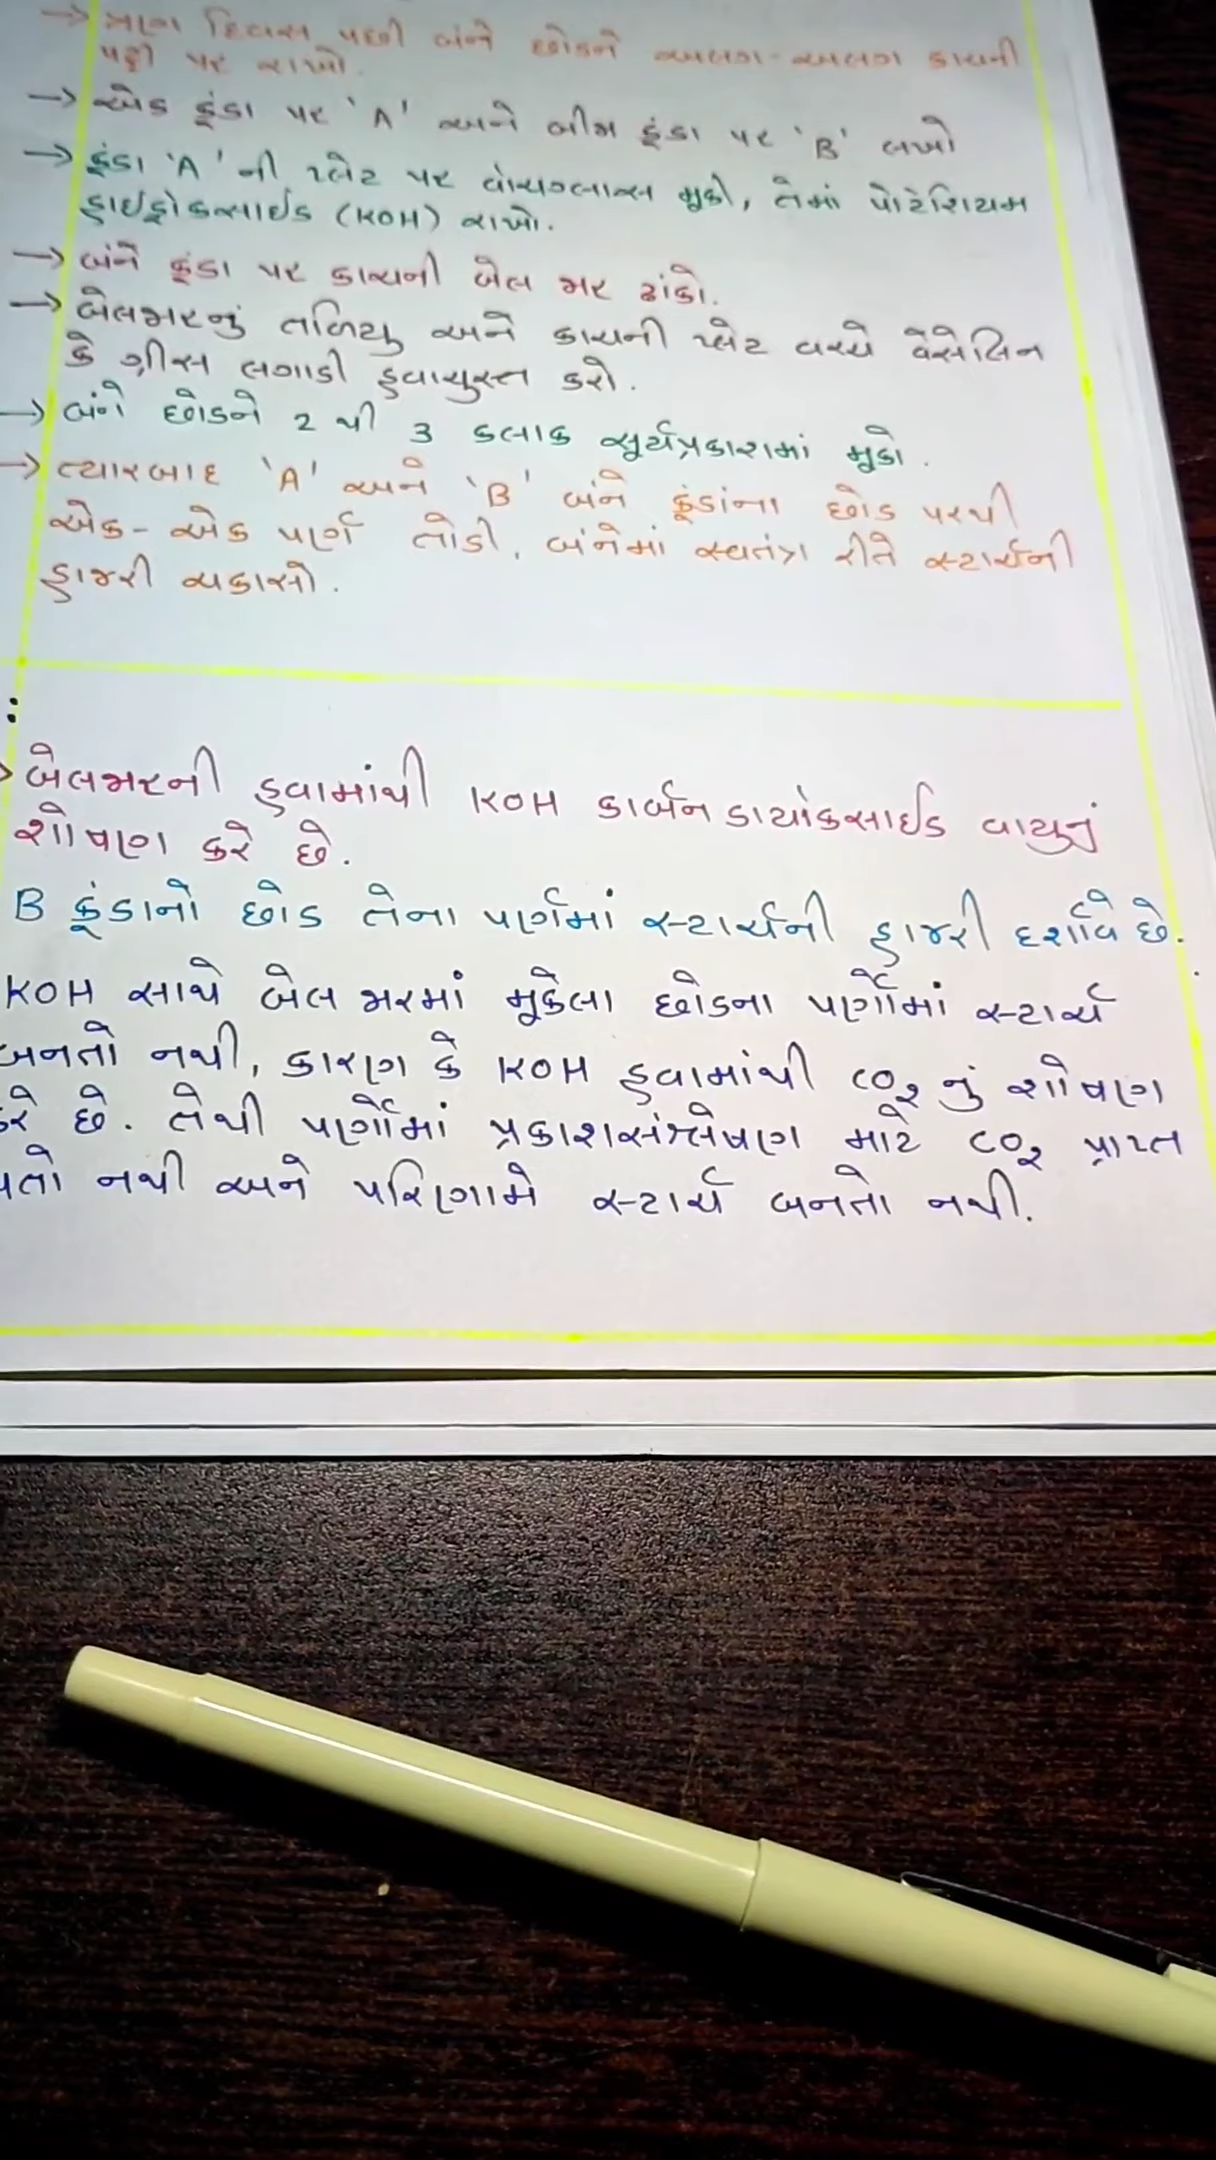 → ત્રણ દિવસ પછી બંને છોડને અલગ-અલગ કાચની
પટ્ટી પર રાખો.
→ એક કૂંડા પર 'A' અને બીજા કૂંડા પર 'B' લખો
→ કૂંડા 'A' ની પ્લેટ પર વોચગ્લાસ મૂકો, તેમાં પોટેશિયમ
હાઇડ્રોકસાઇડ (KOH) રાખો.
→ બંને કૂંડા પર કાચની બેલ જાર ઢાંકો.
→ બેલજારનું તળિયુ અને કાચની પ્લેટ વચ્ચે વેસેલિન
કે ગ્રીસ લગાડી હવાચુસ્ત કરો.
→ બંને છોડને 2 થી 3 કલાક સૂર્યપ્રકાશમાં મૂકો.
→ ત્યારબાદ 'A' અને 'B' બંને કૂંડાંના છોડ પરથી
એક-એક પર્ણ તોડી, બંનેમાં સ્વતંત્ર રીતે સ્ટાર્ચની
હાજરી ચકાસો.
:
બેલજારની હવામાંથી KOH કાર્બન ડાયોકસાઇડ વાયુનું
શોષણ કરે છે.
B કૂંડાનો છોડ તેના પર્ણમાં સ્ટાર્ચની હાજરી દર્શાવે છે.
KOH સાથે બેલ જારમાં મૂકેલા છોડના પર્ણોમાં સ્ટાર્ચ
બનતો નથી, કારણ કે KOH હવામાંથી CO₂ નું શોષણ
કરે છે. તેથી પર્ણોમાં પ્રકાશસંશ્લેષણ માટે CO₂ પ્રાપ્ત
થતો નથી અને પરિણામે સ્ટાર્ચ બનતો નથી.